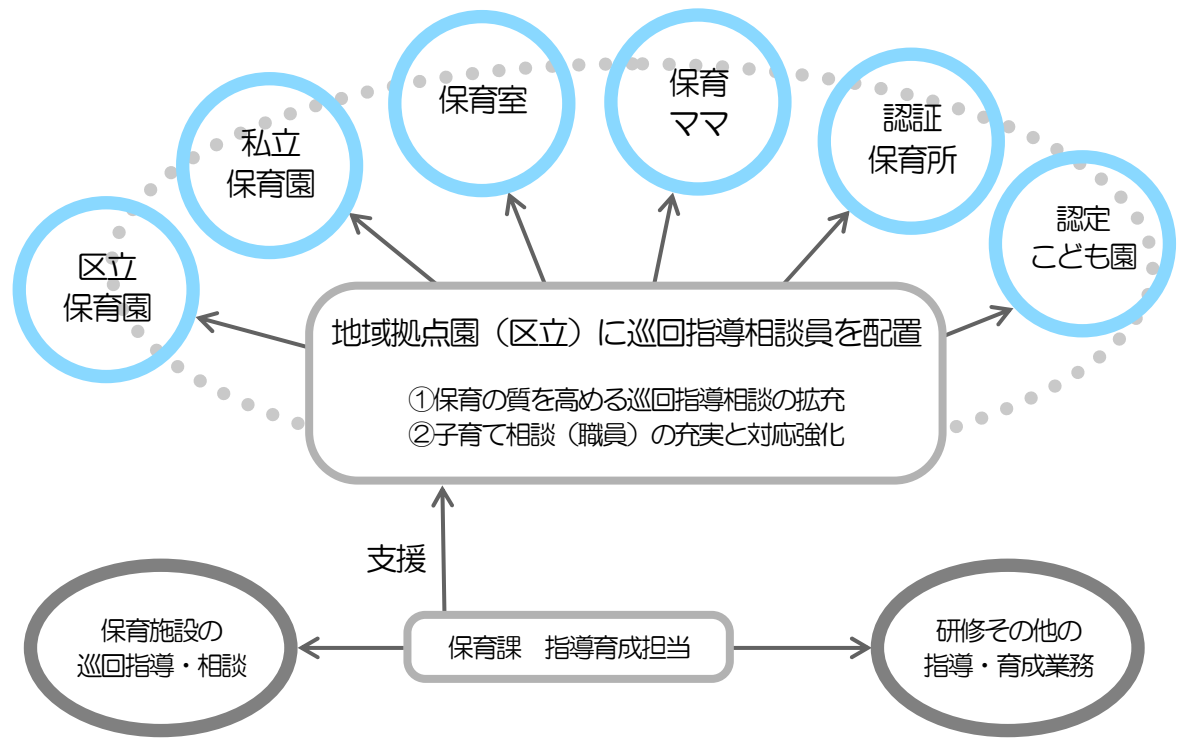 区立
保育園
私立
保育園
保育室
保育
ママ
認証
保育所
認定
こども園
地域拠点園（区立）に巡回指導相談員を配置
①保育の質を高める巡回指導相談の拡充
②子育て相談（職員）の充実と対応強化
支援
保育施設の
巡回指導・相談
保育課　指導育成担当
研修その他の
指導・育成業務